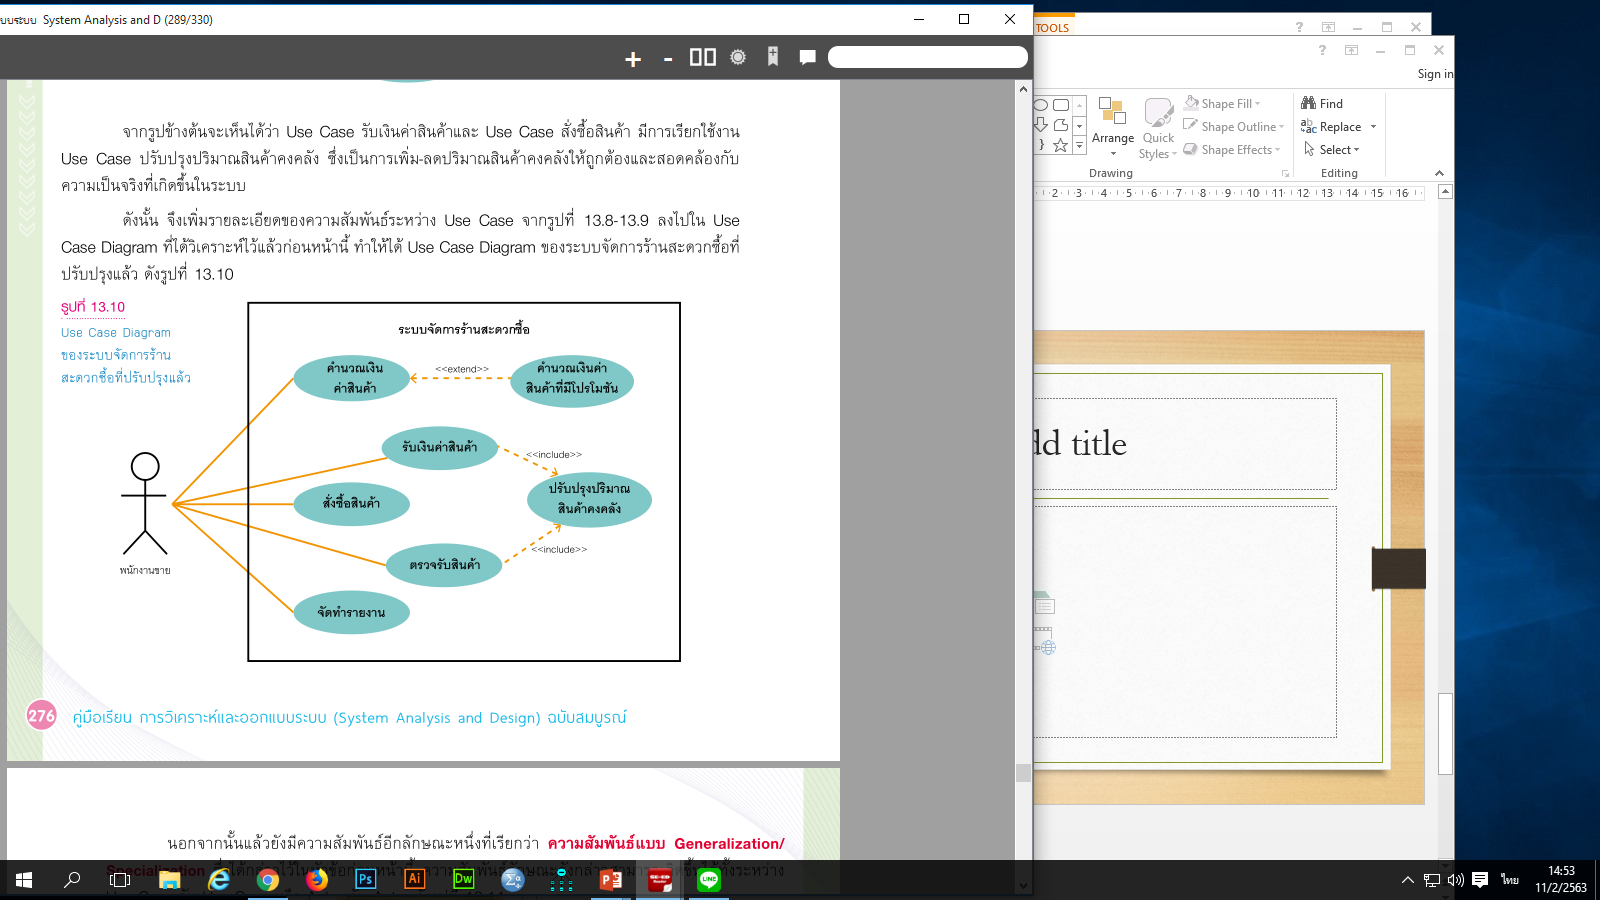 บบระบบ System Analysis and D (289/330)
TOOLS
Sign in
Arrange
Quick
Styles
Shape Fill
Shape Outline
Shape Effects
Find
Replace
Select
Drawing
Editing
2 3 4 5 6 7 8 9 10 11 12 13 14 15 16
จากรูปข้างต้นจะเห็นได้ว่า Use Case รับเงินค่าสินค้าและ Use Case สั่งซื้อสินค้า มีการเรียกใช้งาน
Use Case ปรับปรุงปริมาณสินค้าคงคลัง ซึ่งเป็นการเพิ่ม-ลดปริมาณสินค้าคงคลังให้ถูกต้องและสอดคล้องกับ
ความเป็นจริงที่เกิดขึ้นในระบบ
ดังนั้น จึงเพิ่มรายละเอียดของความสัมพันธ์ระหว่าง Use Case จากรูปที่ 13.8-13.9 ลงไปใน Use
Case Diagram ที่ได้วิเคราะห์ไว้แล้วก่อนหน้านี้ ทำให้ได้ Use Case Diagram ของระบบจัดการร้านสะดวกซื้อที่
ปรับปรุงแล้ว ดังรูปที่ 13.10
รูปที่ 13.10
Use Case Diagram
ของระบบจัดการร้าน
สะดวกซื้อที่ปรับปรุงแล้ว
ระบบจัดการร้านสะดวกซื้อ
คำนวณเงิน
ค่าสินค้า
<<extend>>
คำนวณเงินค่า
สินค้าที่มีโปรโมชัน
รับเงินค่าสินค้า
<<include>>
ปรับปรุงปริมาณ
สินค้าคงคลัง
สั่งซื้อสินค้า
<<include>>
ตรวจรับสินค้า
พนักงานขาย
จัดทำรายงาน
dd title
276 คู่มือเรียน การวิเคราะห์และออกแบบระบบ (System Analysis and Design) ฉบับสมบูรณ์
นอกจากนั้นแล้วยังมีความสัมพันธ์อีกลักษณะหนึ่งที่เรียกว่า ความสัมพันธ์แบบ Generalization/
ไทย
14:53
11/2/2563